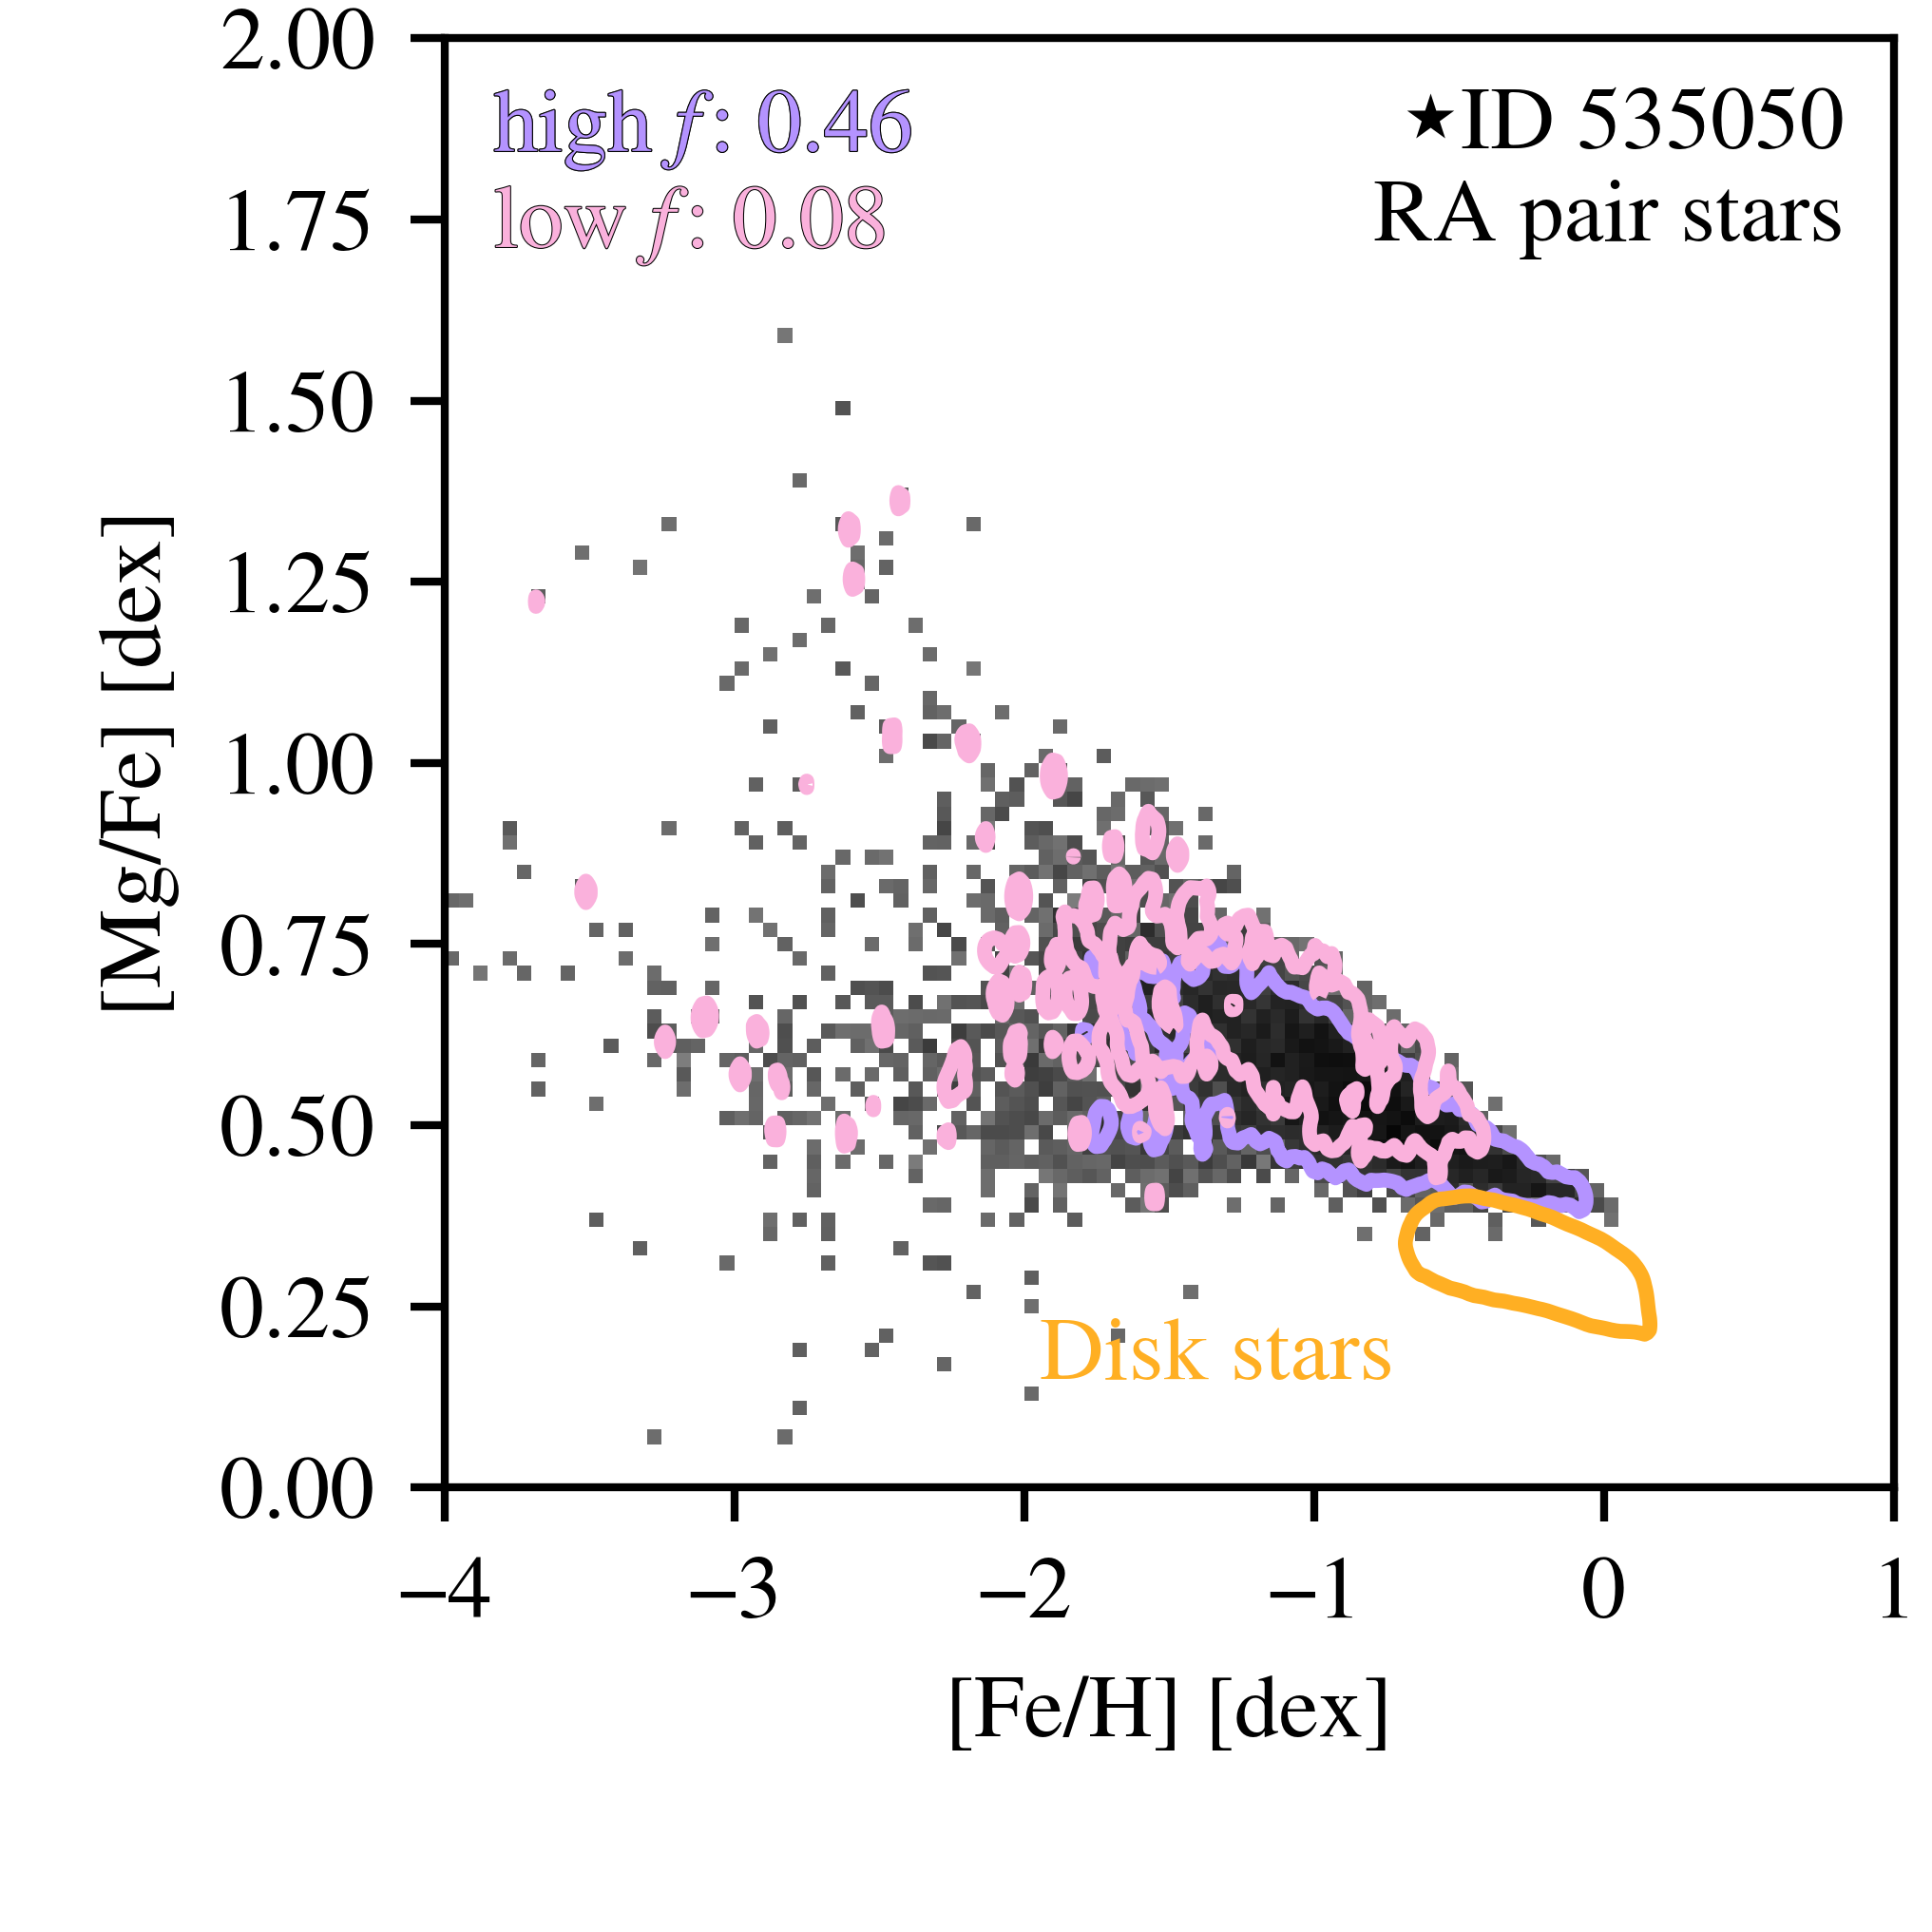 high f: 0.46
low f: 0.08
★ID 535050
RA pair stars
Disk stars
2.00
1.75
1.50
1.25
1.00
0.75
0.50
0.25
0.00
[Mg/Fe] [dex]
−4 −3 −2 −1 0 1
[Fe/H] [dex]